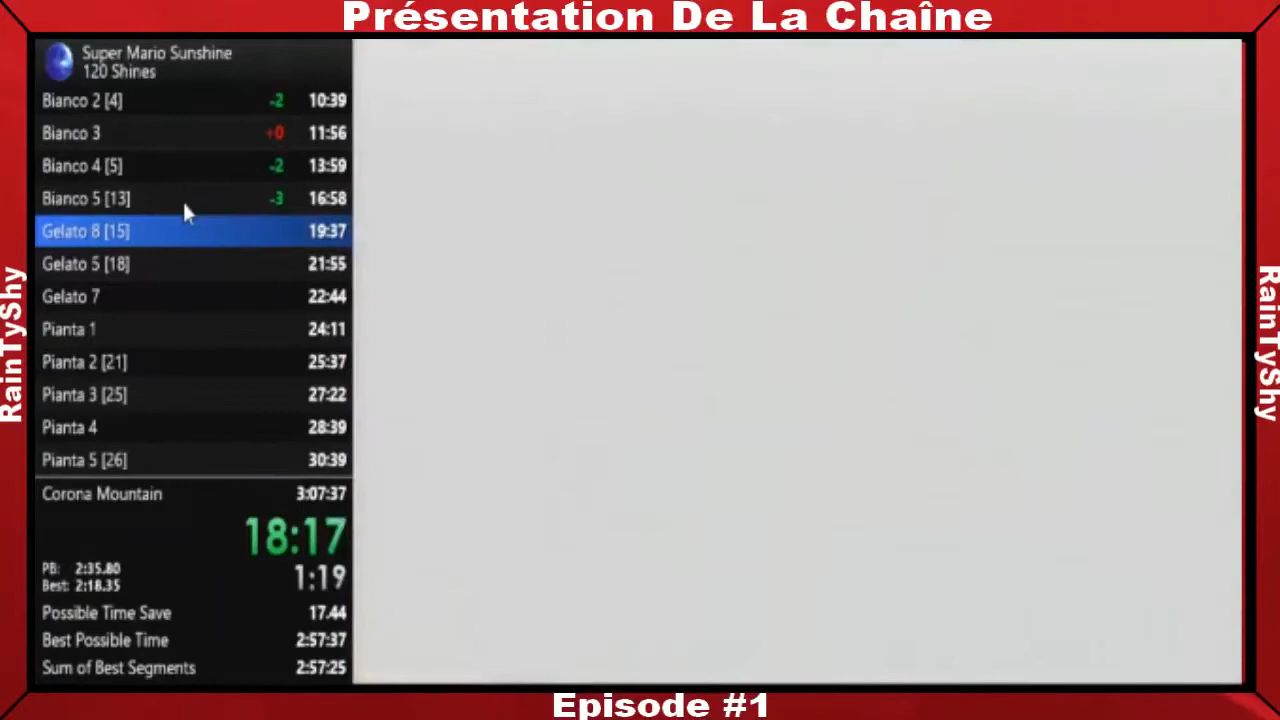 Présentation De La Chaîne
Super Mario Sunshine
120 Shines
Bianco 2 [4] -2 10:39
Bianco 3 +0 11:56
Bianco 4 [5] -2 13:59
Bianco 5 [13] -3 16:58
Gelato 8 [15] 19:37
Gelato 5 [18] 21:55
Gelato 7 22:44
Pianta 1 24:11
Pianta 2 [21] 25:37
Pianta 3 [25] 27:22
Pianta 4 28:39
Pianta 5 [26] 30:39
Corona Mountain 3:07:37
18:17
PB: 2:35.80
Best: 2:18.35
1:19
Possible Time Save 17.44
Best Possible Time 2:57:37
Sum of Best Segments 2:57:25
RainTyShy
RainTyShy
Episode #1